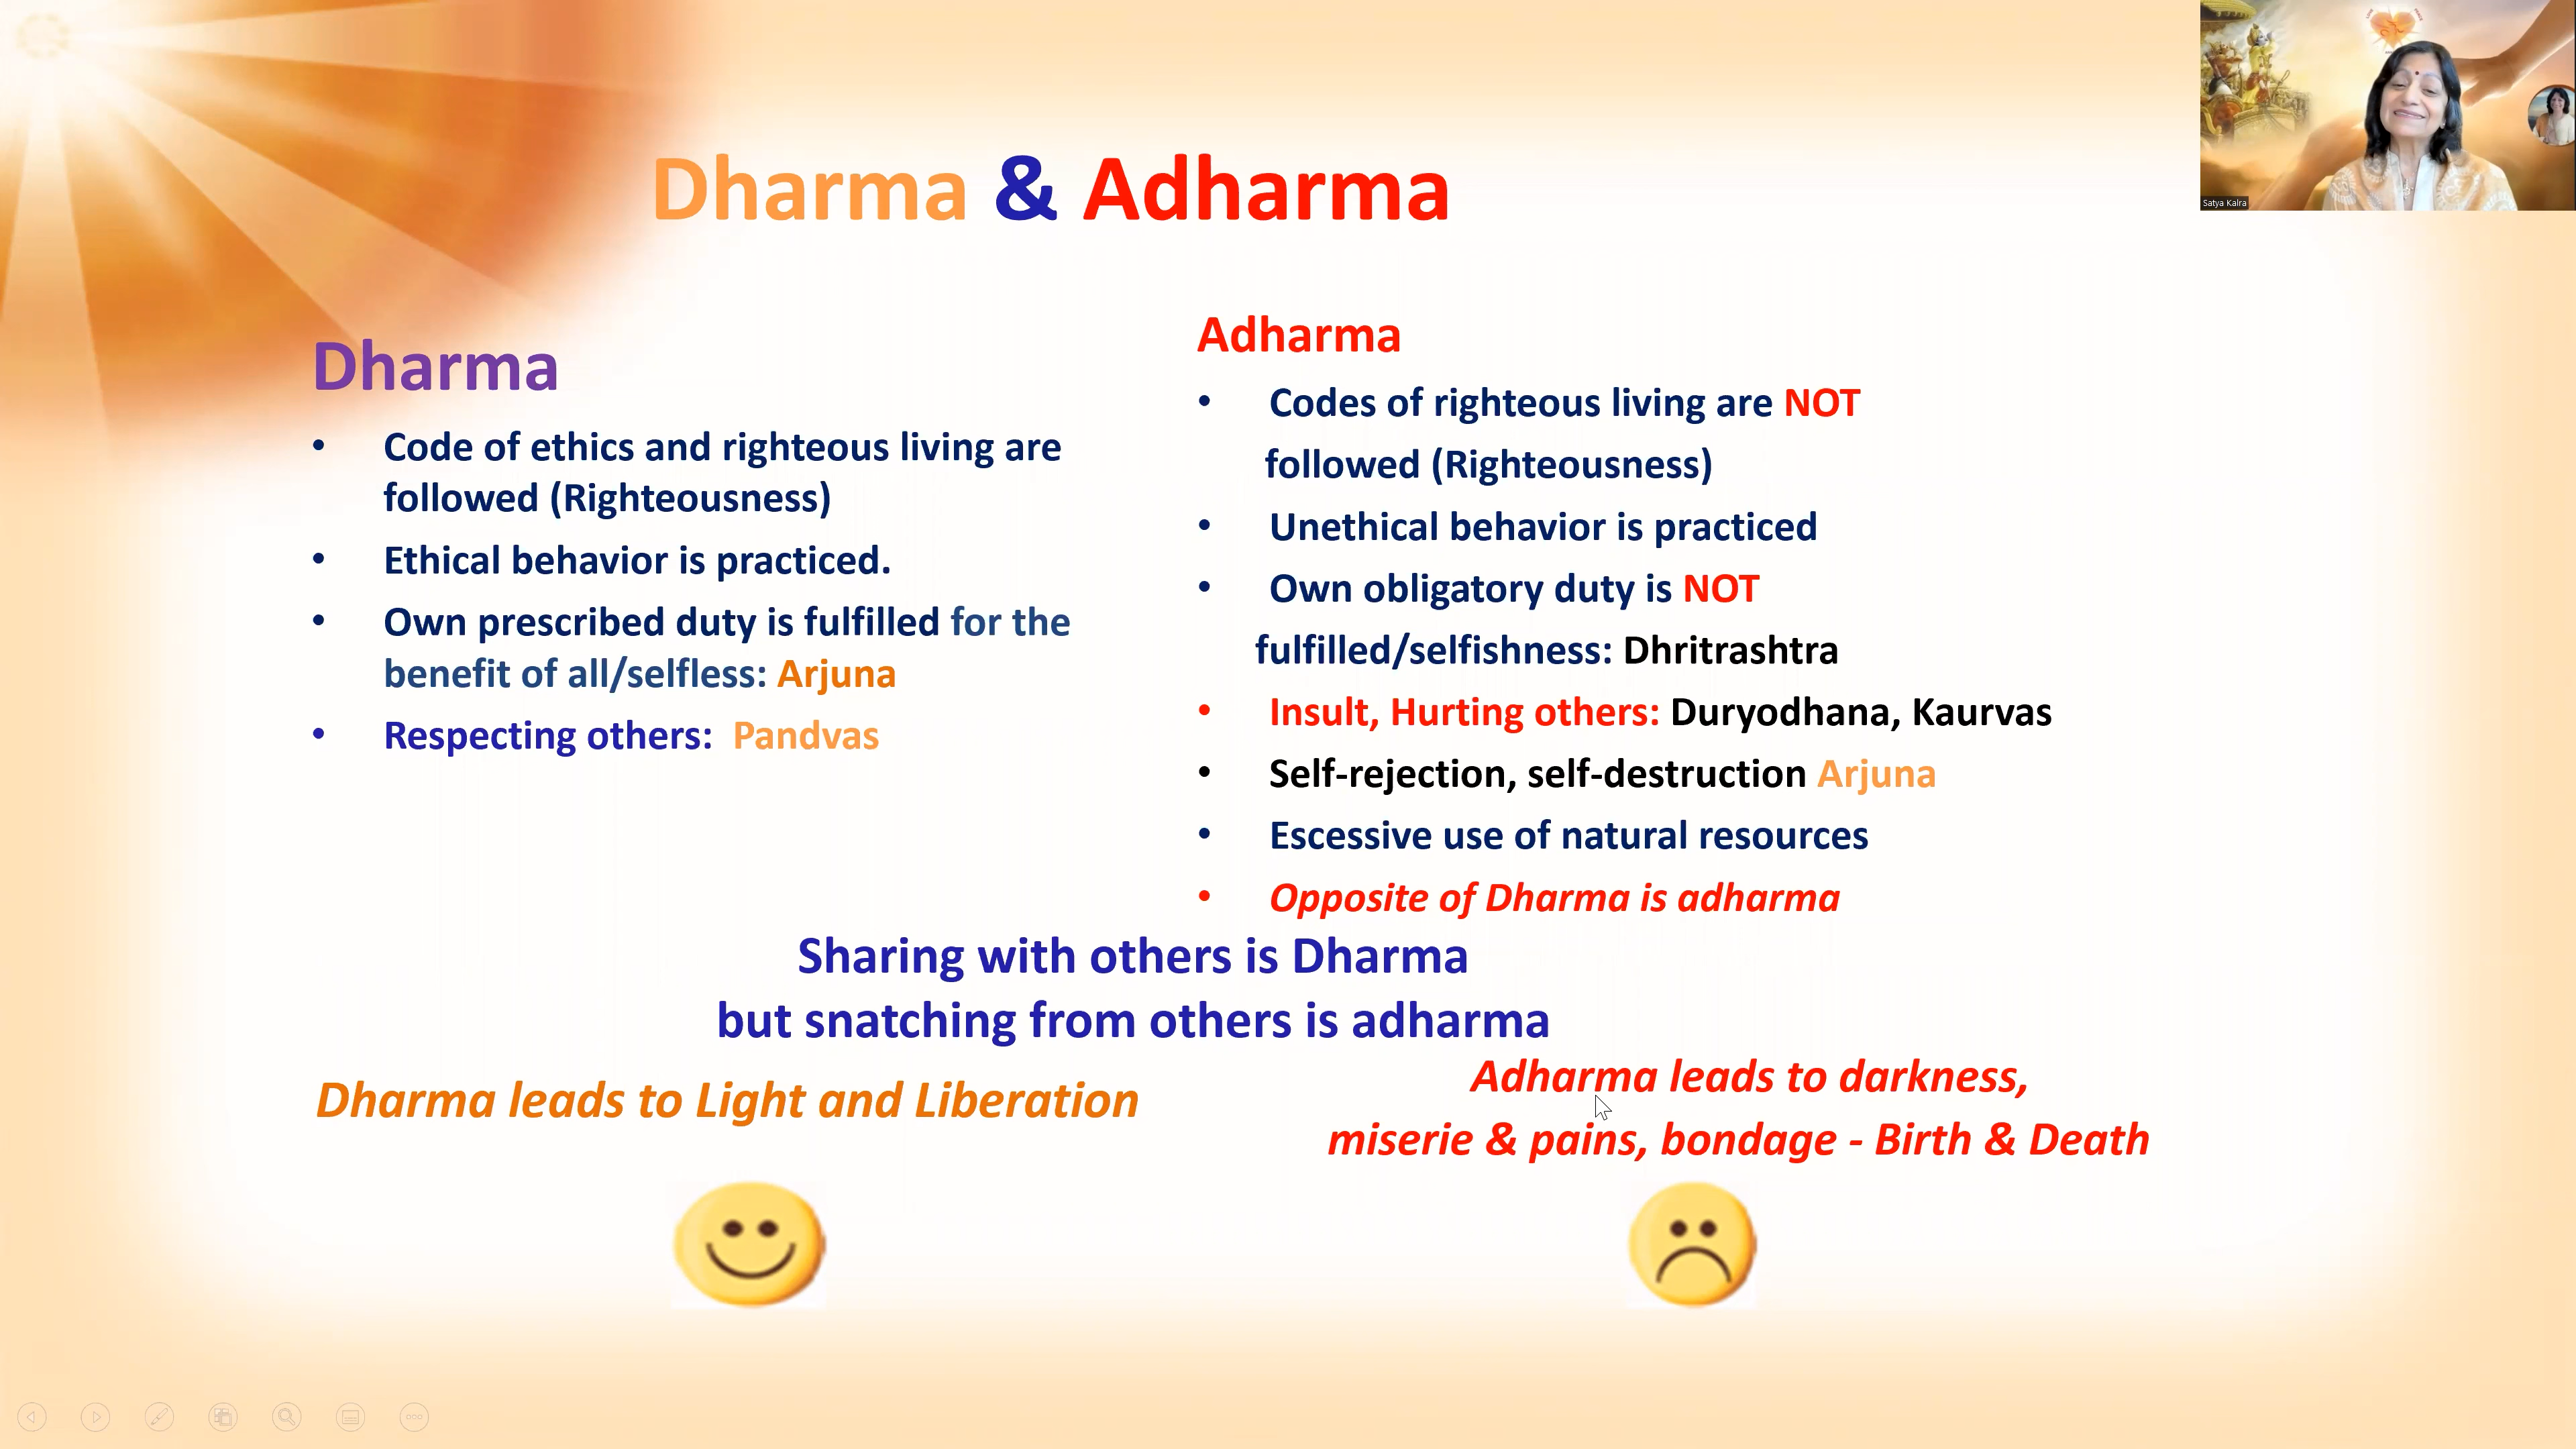 Dharma & Adharma
Satya Kalra
Dharma
• Code of ethics and righteous living are
followed (Righteousness)
• Ethical behavior is practiced.
• Own prescribed duty is fulfilled for the
benefit of all/selfless: Arjuna
• Respecting others: Pandvas
Adharma
• Codes of righteous living are NOT
followed (Righteousness)
• Unethical behavior is practiced
• Own obligatory duty is NOT
fulfilled/selfishness: Dhritrashtra
• Insult, Hurting others: Duryodhana, Kaurvas
• Self-rejection, self-destruction Arjuna
• Escessive use of natural resources
• Opposite of Dharma is adharma
Sharing with others is Dharma
but snatching from others is adharma
Dharma leads to Light and Liberation
Adharma leads to darkness,
miserie & pains, bondage - Birth & Death